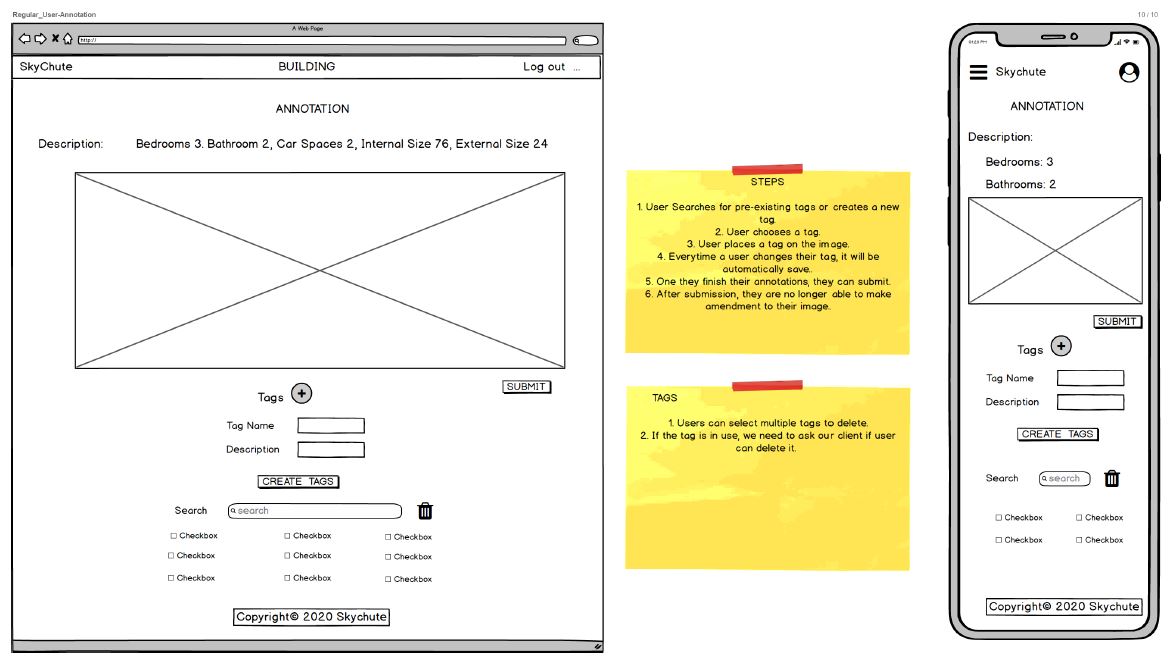 Regular_User-Annotation
10 / 10
A Web Page
http://
SkyChute
BUILDING
Log out ...
ANNOTATION
Description:
Bedrooms 3. Bathroom 2, Car Spaces 2, Internal Size 76, External Size 24
SUBMIT
Tags
+
Tag Name
Description
CREATE TAGS
Search
search
Checkbox
Checkbox
Checkbox
Checkbox
Checkbox
Checkbox
Checkbox
Checkbox
Checkbox
Copyright© 2020 Skychute
STEPS
1. User Searches for pre-existing tags or creates a new
tag.
2. User chooses a tag.
3. User places a tag on the image.
4. Everytime a user changes their tag, it will be
automatically save.
5. One they finish their annotations, they can submit.
6. After submission, they are no longer able to make
amendment to their image.
TAGS
1. Users can select multiple tags to delete.
2. If the tag is in use, we need to ask our client if user
can delete it.
Skychute
ANNOTATION
Description:
Bedrooms: 3
Bathrooms: 2
SUBMIT
Tags
+
Tag Name
Description
CREATE TAGS
Search
search
Checkbox
Checkbox
Checkbox
Checkbox
Copyright© 2020 Skychute